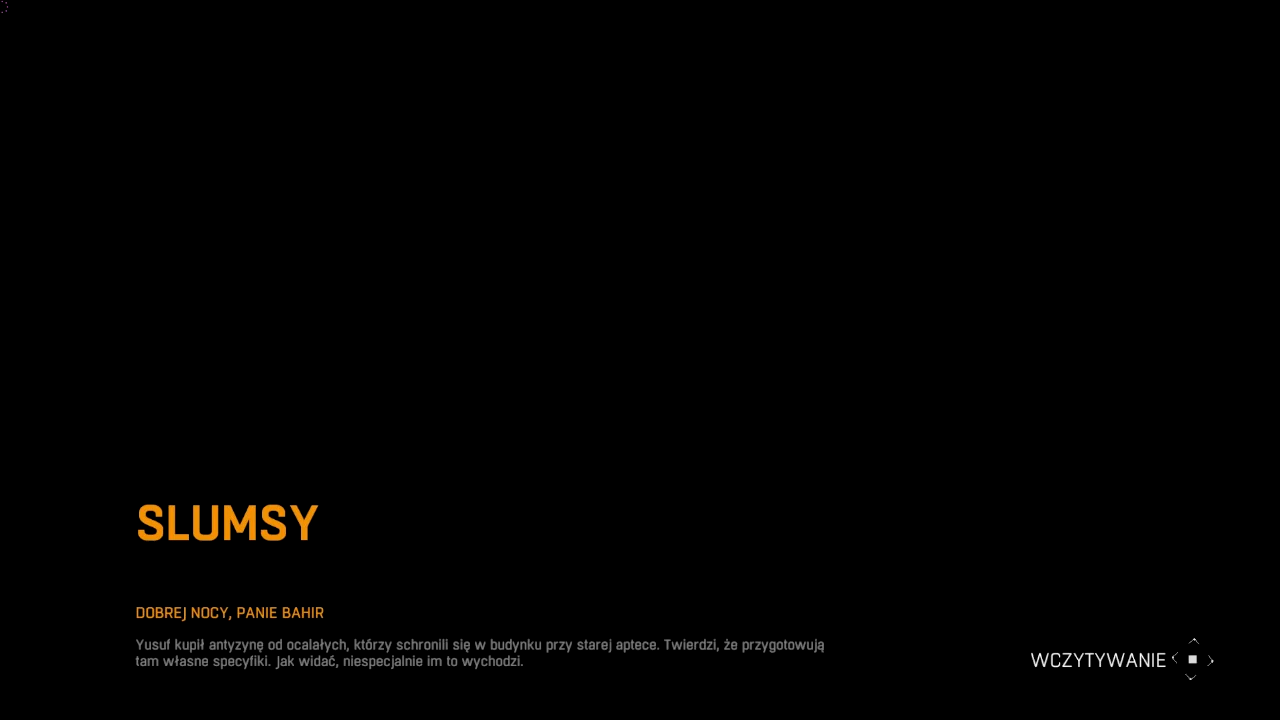 SLUMSY
DOBREJ NOCY, PANIE BAHIR
Yusuf kupił antyzynę od ocalałych, którzy schronili się w budynku przy starej aptece. Twierdzi, że przygotowują
tam własne specyfiki. Jak widać, niespecjalnie im to wychodzi.
WCZYTYWANIE